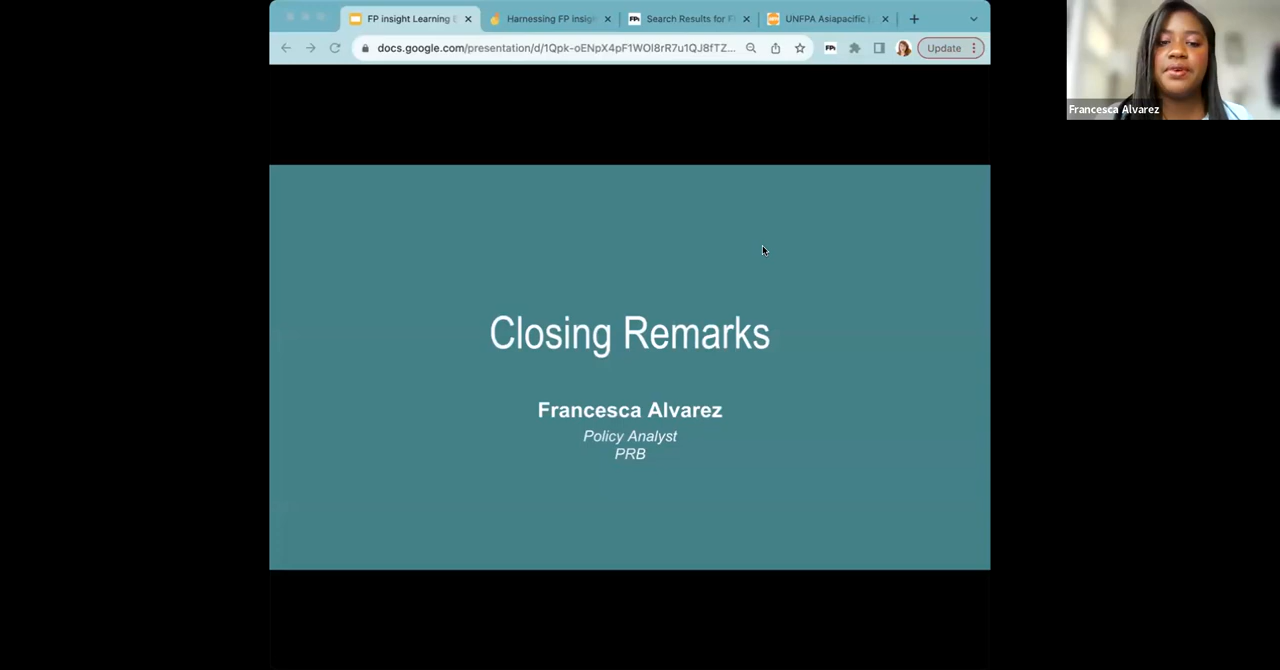 FP insight Learning
Harnessing FP insig
Search Results for F
UNFPA Asiapacific |
docs.google.com/presentation/d/1Qpk-oENpX4pF1WOl8rR7u1QJ8fTZ...
FPi
Update
Francesca Alvarez
Closing Remarks
Francesca Alvarez
Policy Analyst
PRB